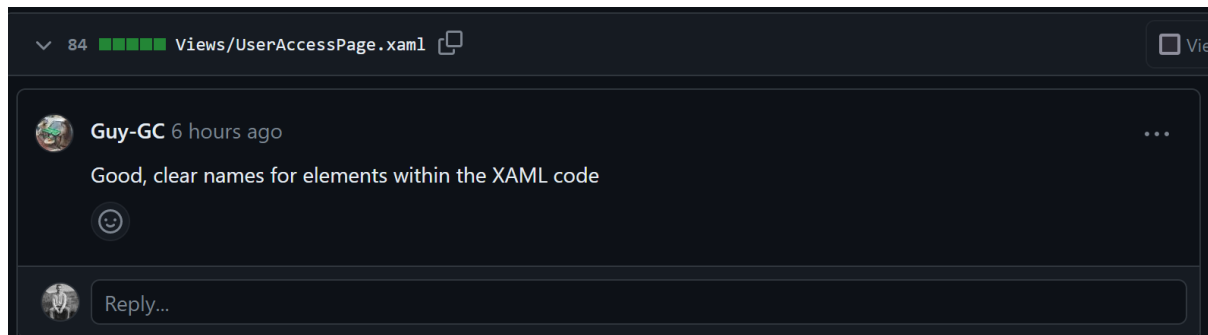 84 Views/UserAccessPage.xaml
Guy-GC 6 hours ago
Good, clear names for elements within the XAML code
Reply...